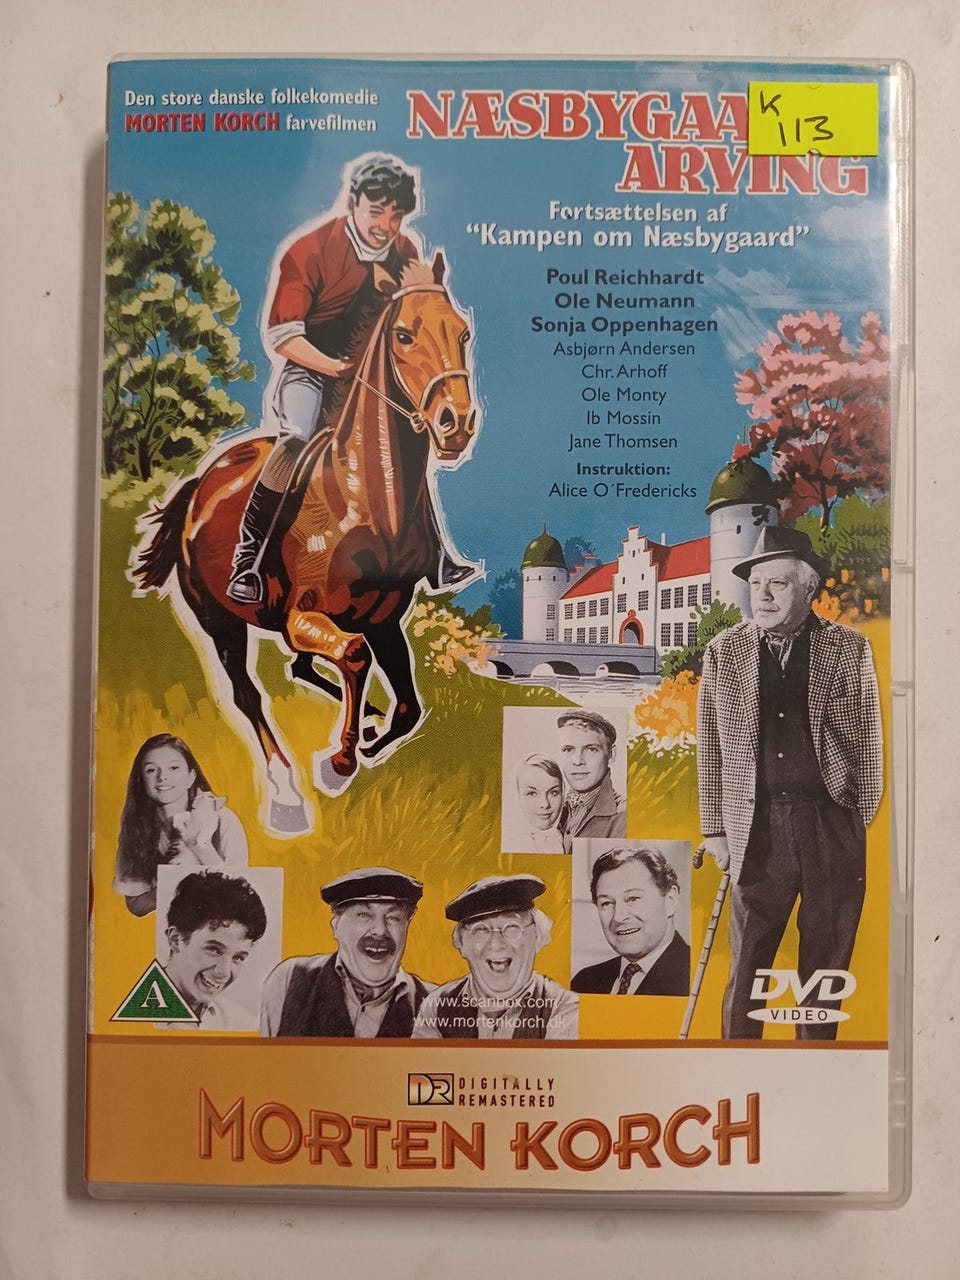 Den store danske folkekomedie
MORTEN KORCH farvefilmen
NÆSBYGAA
ARVING
K
113
Fortsættelsen af
"Kampen om Næsbygaard"
Poul Reichhardt
Ole Neumann
Sonja Oppenhagen
Asbjørn Andersen
Chr. Arhoff
Ole Monty
Ib Mossin
Jane Thomsen
Instruktion:
Alice O´Fredericks
A
www.scanbox.com
www.mortenkorch.dk
DVD
VIDEO
DR DIGITALLY
REMASTERED
MORTEN KORCH